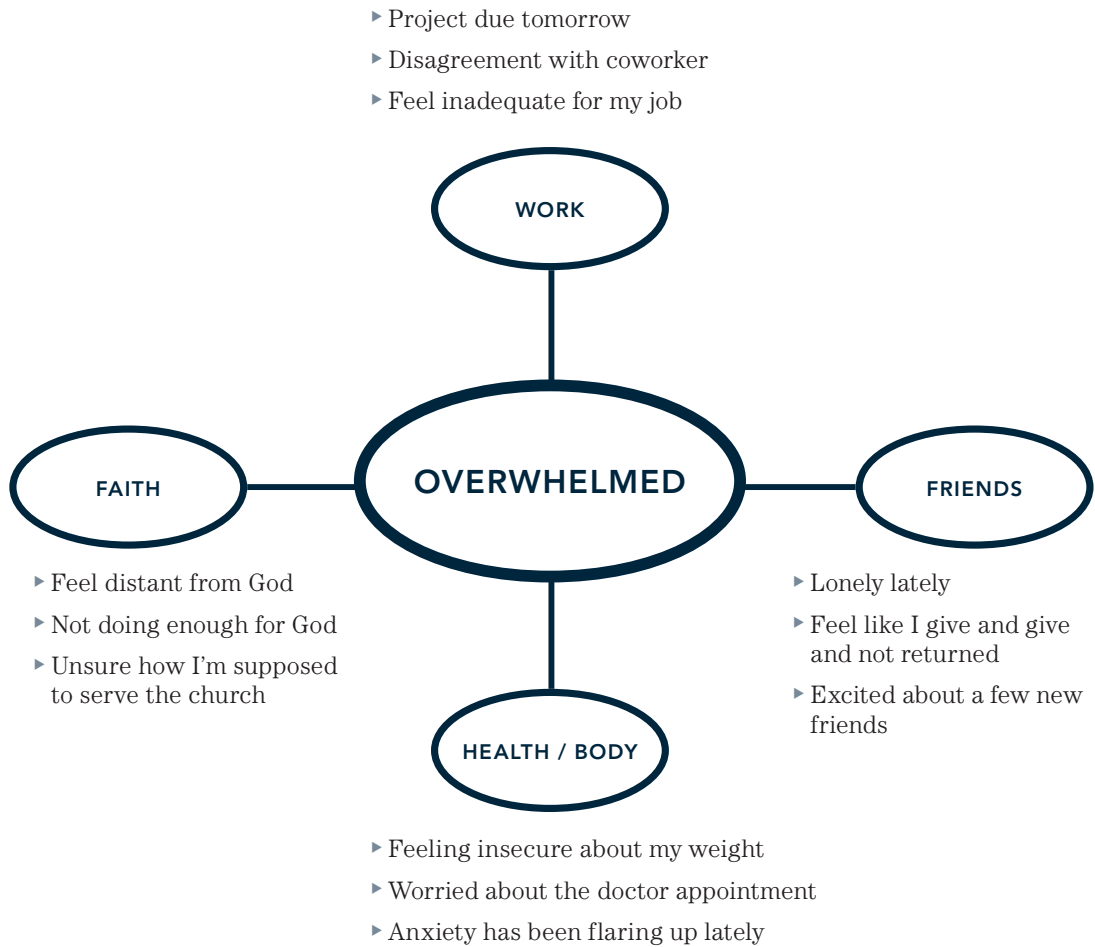 ▸ Project due tomorrow
▸ Disagreement with coworker
▸ Feel inadequate for my job
WORK
OVERWHELMED
FAITH
▸ Feel distant from God
▸ Not doing enough for God
▸ Unsure how I'm supposed
to serve the church
FRIENDS
▸ Lonely lately
▸ Feel like I give and give
and not returned
▸ Excited about a few new
friends
HEALTH / BODY
▸ Feeling insecure about my weight
▸ Worried about the doctor appointment
▸ Anxiety has been flaring up lately